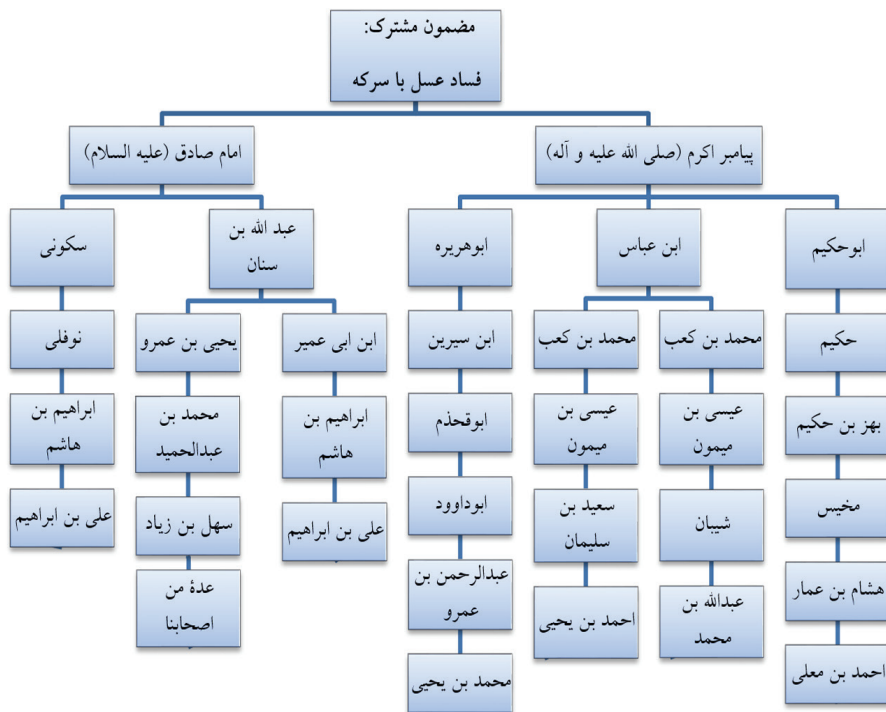 مضمون مشترک:
فساد عسل با سرکه
پیامبر اکرم (صلی الله علیه و آله)
امام صادق (علیه السلام)
ابوحکیم
ابن عباس
ابوهریره
عبد الله بن
سنان
سکونی
حکیم
محمد بن کعب
محمد بن کعب
ابن سیرین
ابن ابی عمیر
یحیی بن عمرو
نوفلی
بهز بن حکیم
عیسی بن
میمون
عیسی بن
میمون
ابوقحذم
ابراهیم بن
هاشم
محمد بن
عبدالحمید
ابراهیم بن
هاشم
مخیس
شیبان
سعید بن
سلیمان
ابوداوود
علی بن ابراهیم
سهل بن زیاد
علی بن ابراهیم
هشام بن عمار
عبدالله بن
محمد
احمد بن یحیی
عبدالرحمن بن
عمرو
عدة من
اصحابنا
احمد بن معلی
محمد بن یحیی